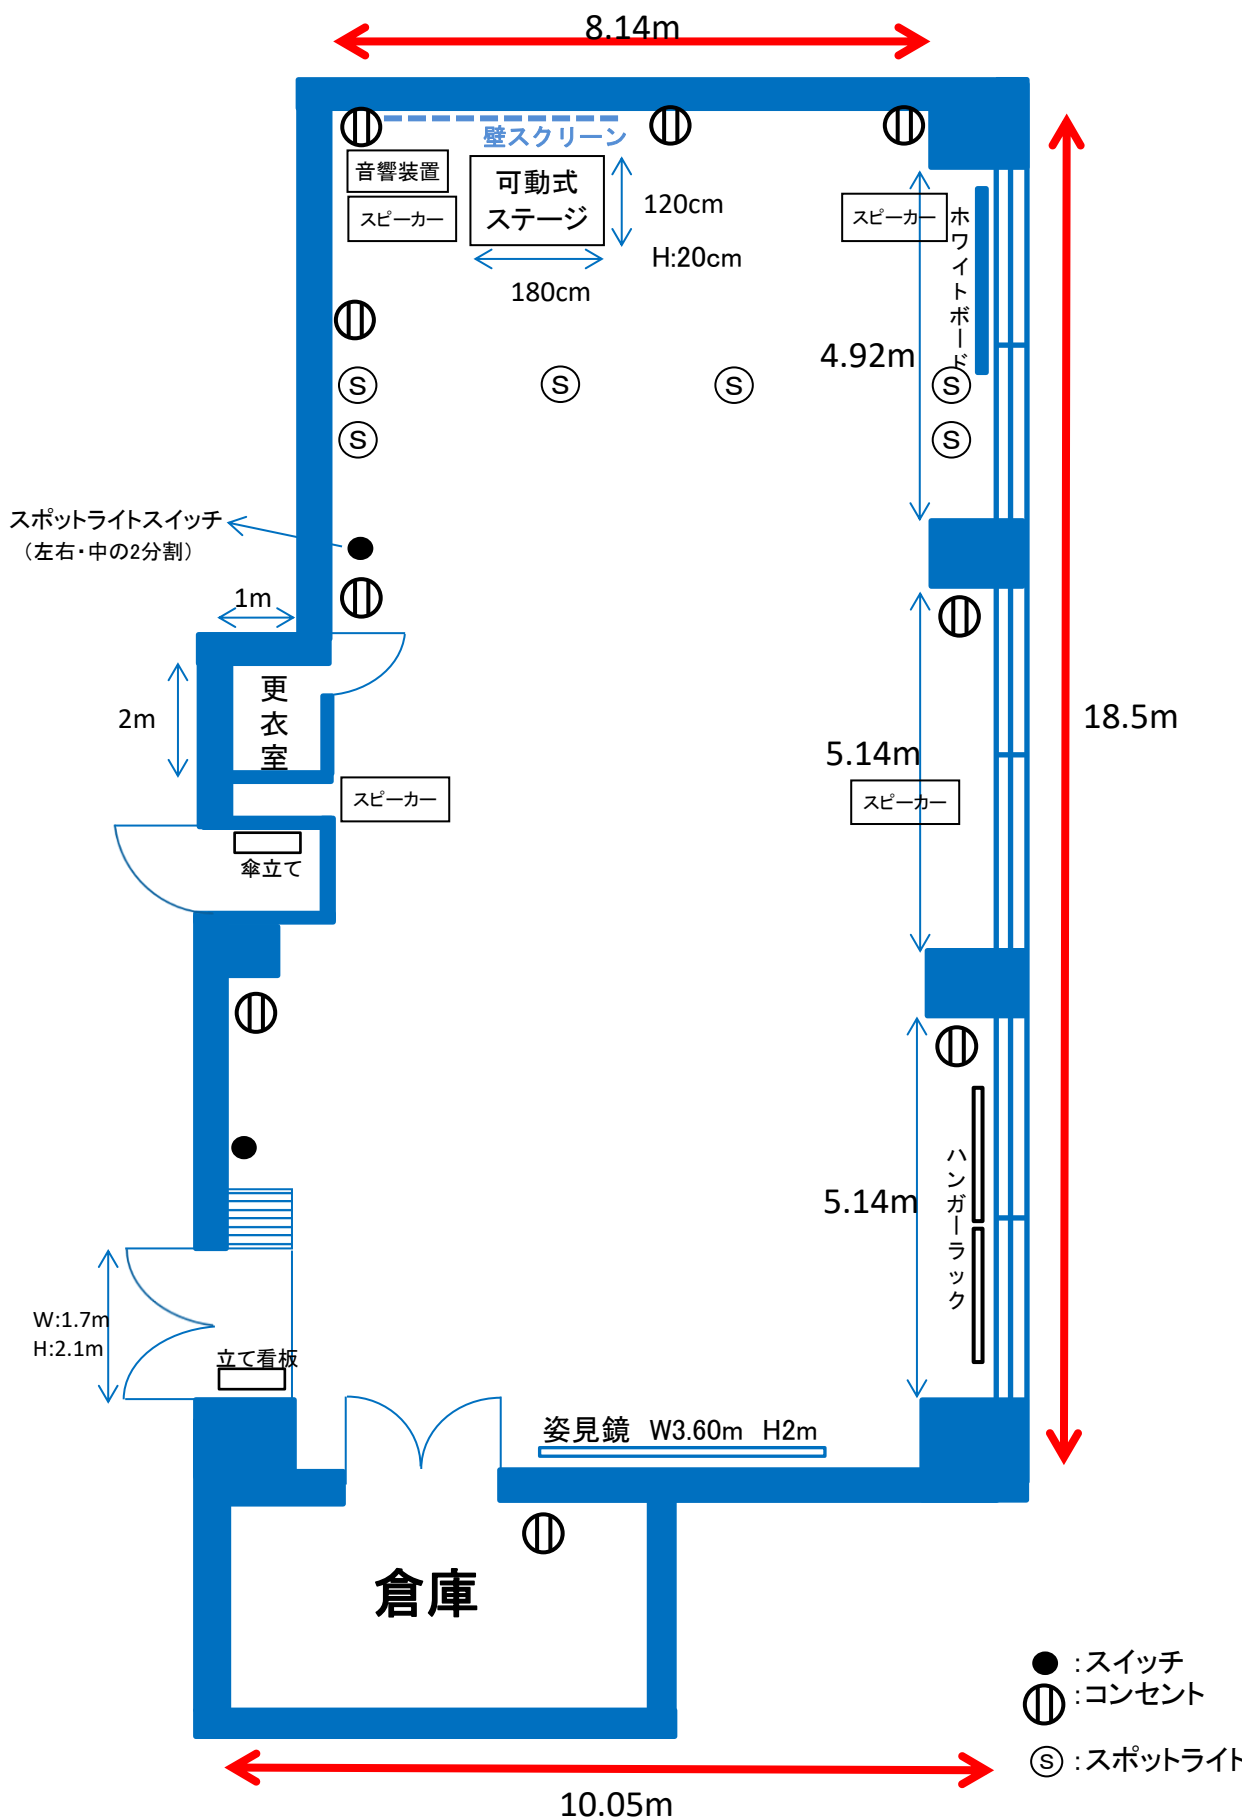 8.14m
壁スクリーン
音響装置
可動式
ステージ
スピーカー
120cm
H:20cm
180cm
スピーカー
ホワイトボード
4.92m
S
S
S
S
S
S
スポットライトスイッチ
（左右・中の2分割）
1m
更衣室
2m
18.5m
5.14m
スピーカー
スピーカー
傘立て
ハンガーラック
5.14m
W:1.7m
H:2.1m
立て看板
姿見鏡 W3.60m H2m
倉庫
：スイッチ
：コンセント
S ：スポットライト
10.05m